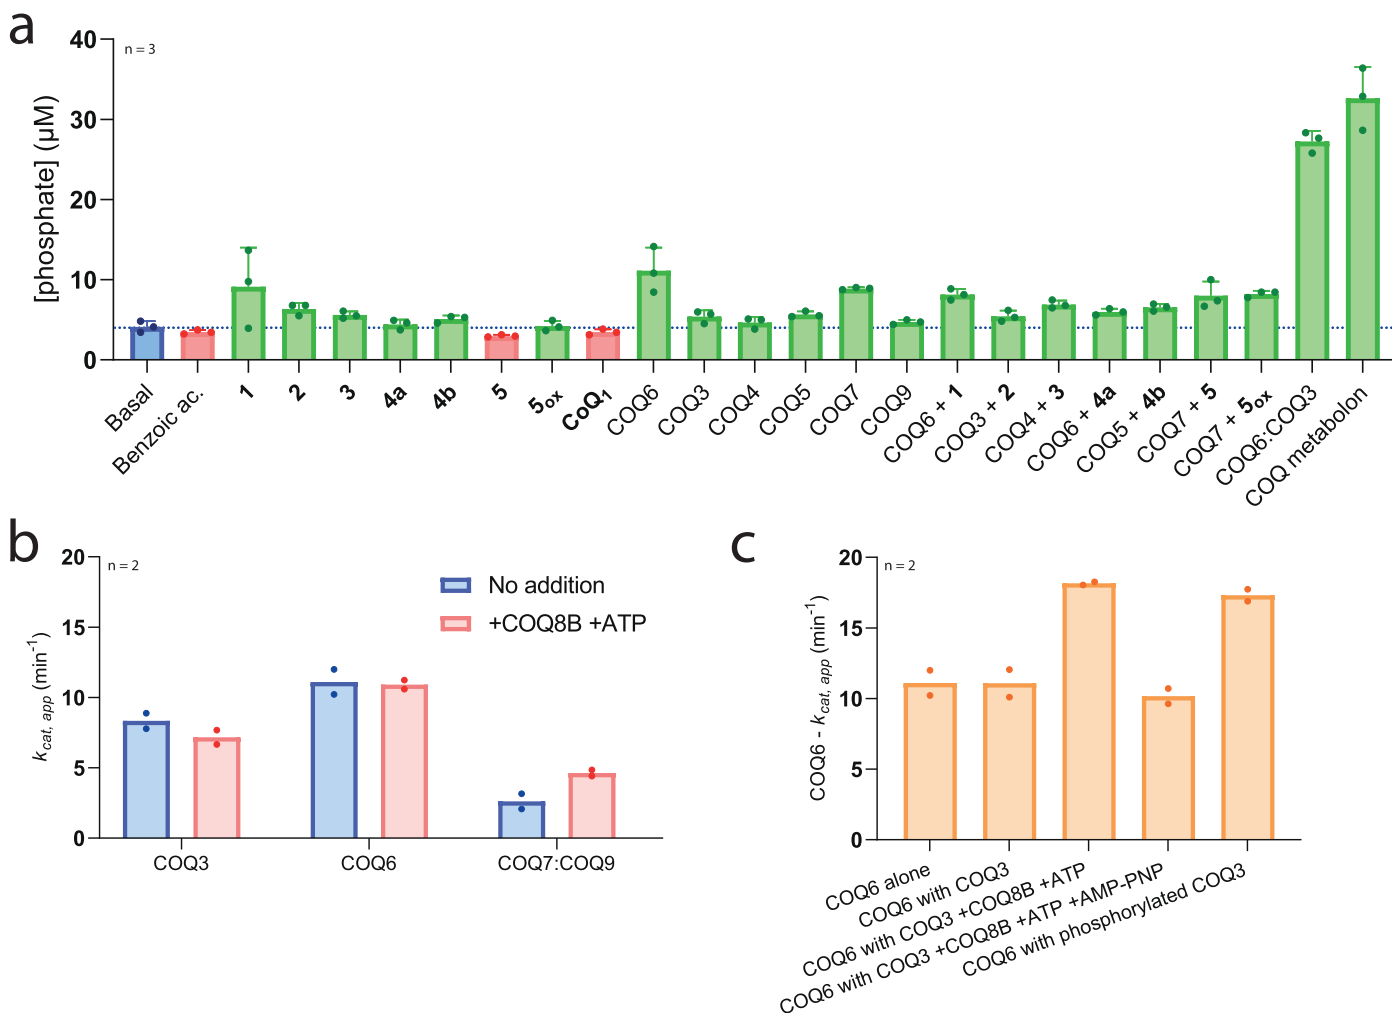 a
n = 3
[phosphate] (µM)
40
30
20
10
0
Basal
Benzoic ac.
1
2
3
4a
4b
5
5ox
CoQ1
COQ6
COQ3
COQ4
COQ5
COQ7
COQ9
COQ6 + 1
COQ3 + 2
COQ4 + 3
COQ6 + 4a
COQ5 + 4b
COQ7 + 5
COQ7 + 5ox
COQ6:COQ3
COQ metabolon
b
n = 2
kcat, app (min-1)
20
15
10
5
0
No addition
+COQ8B +ATP
COQ3
COQ6
COQ7:COQ9
c
n = 2
COQ6 - kcat, app (min-1)
20
15
10
5
0
COQ6 alone
COQ6 with COQ3
COQ6 with COQ3 +COQ8B +ATP
COQ6 with COQ3 +COQ8B +ATP +AMP-PNP
COQ6 with phosphorylated COQ3